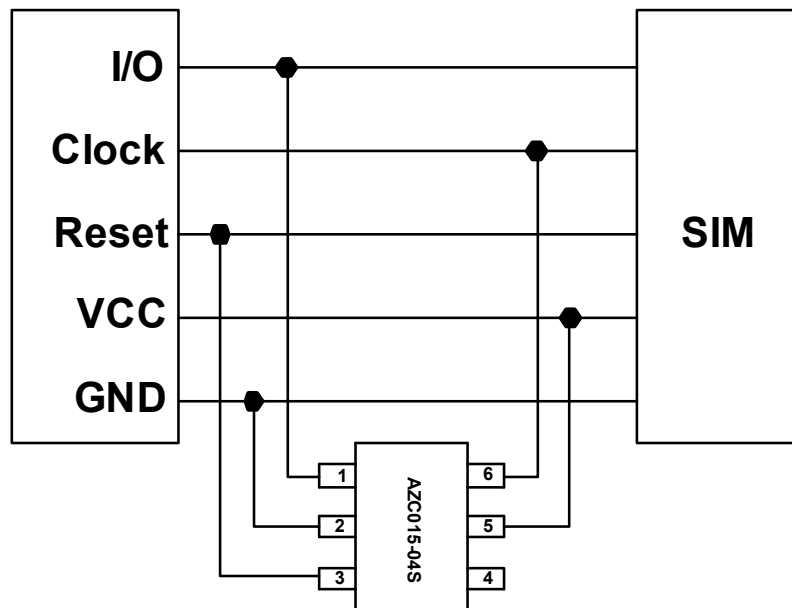 I/O
Clock
Reset
VCC
GND
SIM
AZC015-04S
1
2
3
6
5
4